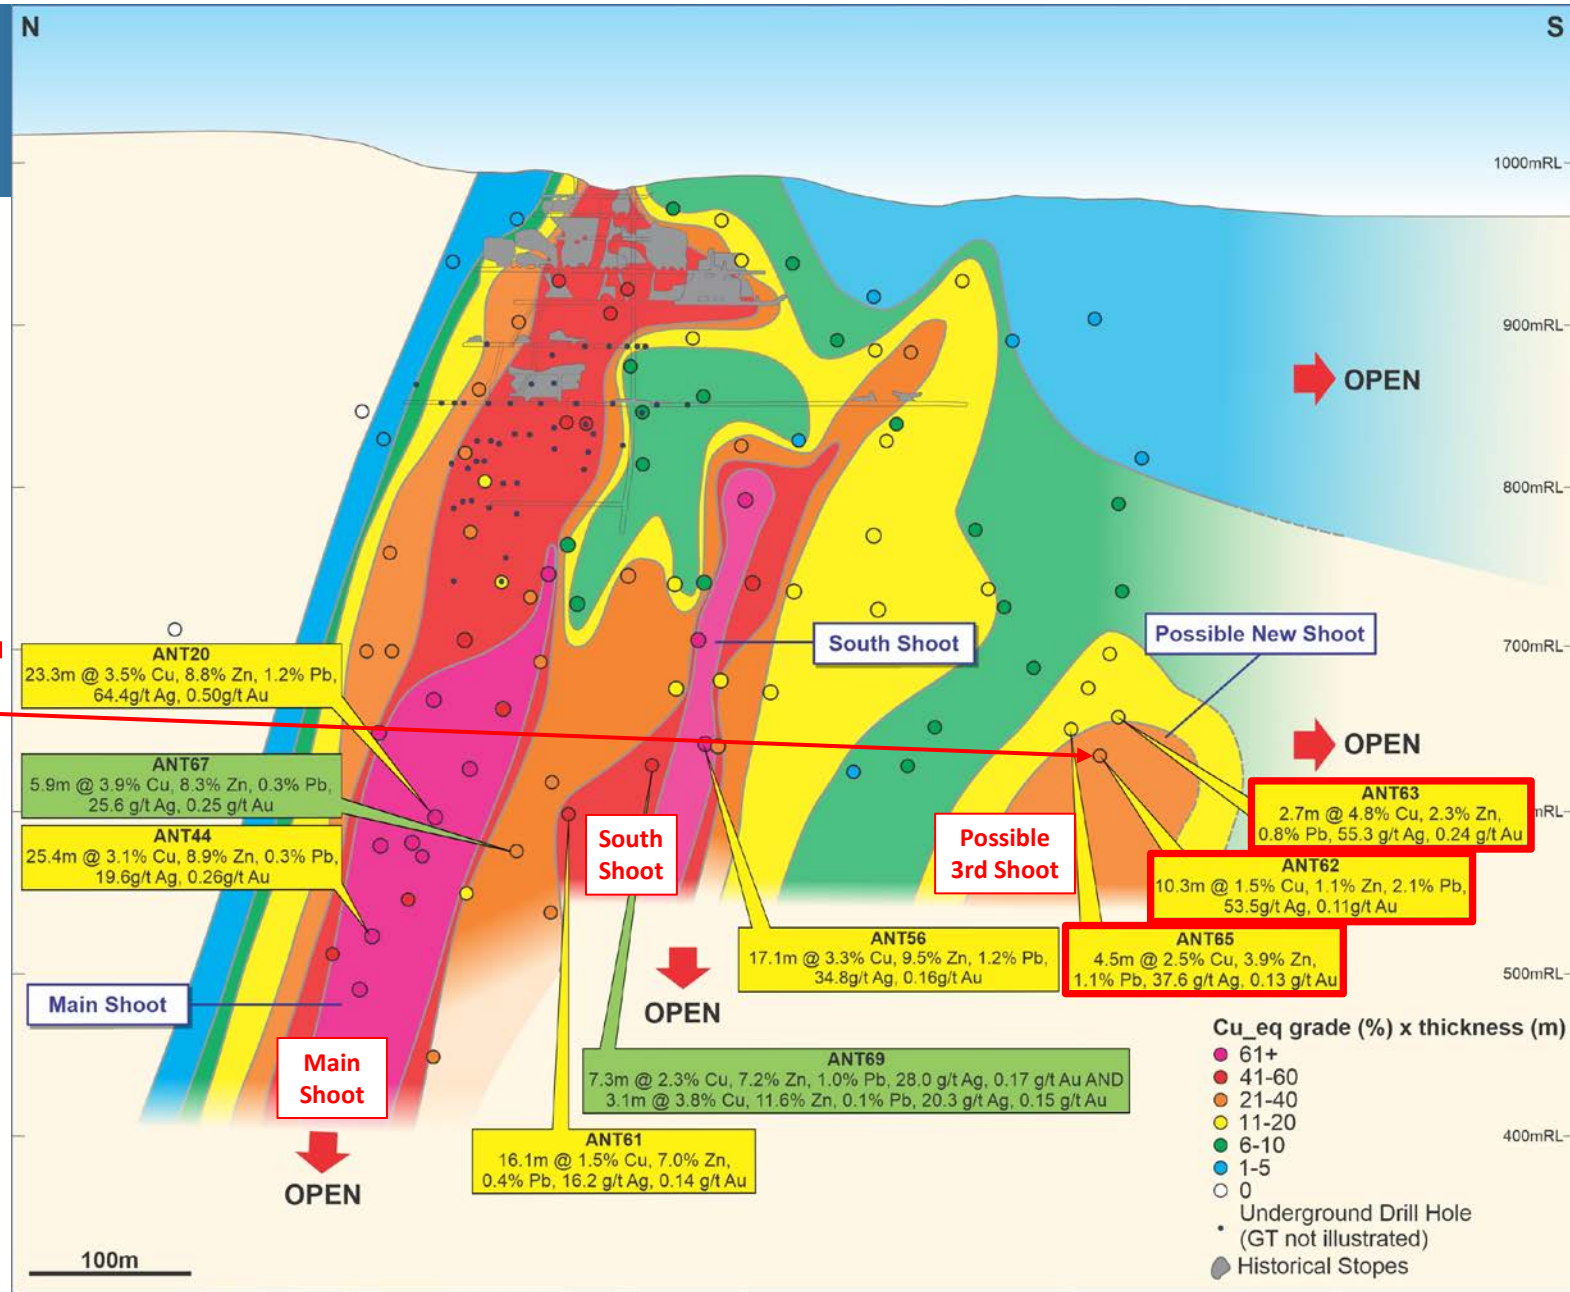 N
S
1000mRL
900mRL
OPEN
800mRL
700mRL
South Shoot
Possible New Shoot
ANT20
23.3m @ 3.5% Cu, 8.8% Zn, 1.2% Pb,
64.4g/t Ag, 0.50g/t Au
OPEN
ANT67
5.9m @ 3.9% Cu, 8.3% Zn, 0.3% Pb,
25.6 g/t Ag, 0.25 g/t Au
ANT63
2.7m @ 4.8% Cu, 2.3% Zn,
0.8% Pb, 55.3 g/t Ag, 0.24 g/t Au
mRL
ANT44
25.4m @ 3.1% Cu, 8.9% Zn, 0.3% Pb,
19.6g/t Ag, 0.26g/t Au
South
Shoot
Possible
3rd Shoot
ANT62
10.3m @ 1.5% Cu, 1.1% Zn, 2.1% Pb,
53.5g/t Ag, 0.11g/t Au
ANT56
17.1m @ 3.3% Cu, 9.5% Zn, 1.2% Pb,
34.8g/t Ag, 0.16g/t Au
ANT65
4.5m @ 2.5% Cu, 3.9% Zn,
1.1% Pb, 37.6 g/t Ag, 0.13 g/t Au
500mRL
Main Shoot
OPEN
Main
Shoot
ANT69
7.3m @ 2.3% Cu, 7.2% Zn, 1.0% Pb, 28.0 g/t Ag, 0.17 g/t Au AND
3.1m @ 3.8% Cu, 11.6% Zn, 0.1% Pb, 20.3 g/t Ag, 0.15 g/t Au
ANT61
16.1m @ 1.5% Cu, 7.0% Zn,
0.4% Pb, 16.2 g/t Ag, 0.14 g/t Au
400mRL
OPEN
Cu_eq grade (%) x thickness (m)
61+
41-60
21-40
11-20
6-10
1-5
0
Underground Drill Hole
(GT not illustrated)
Historical Stopes
100m